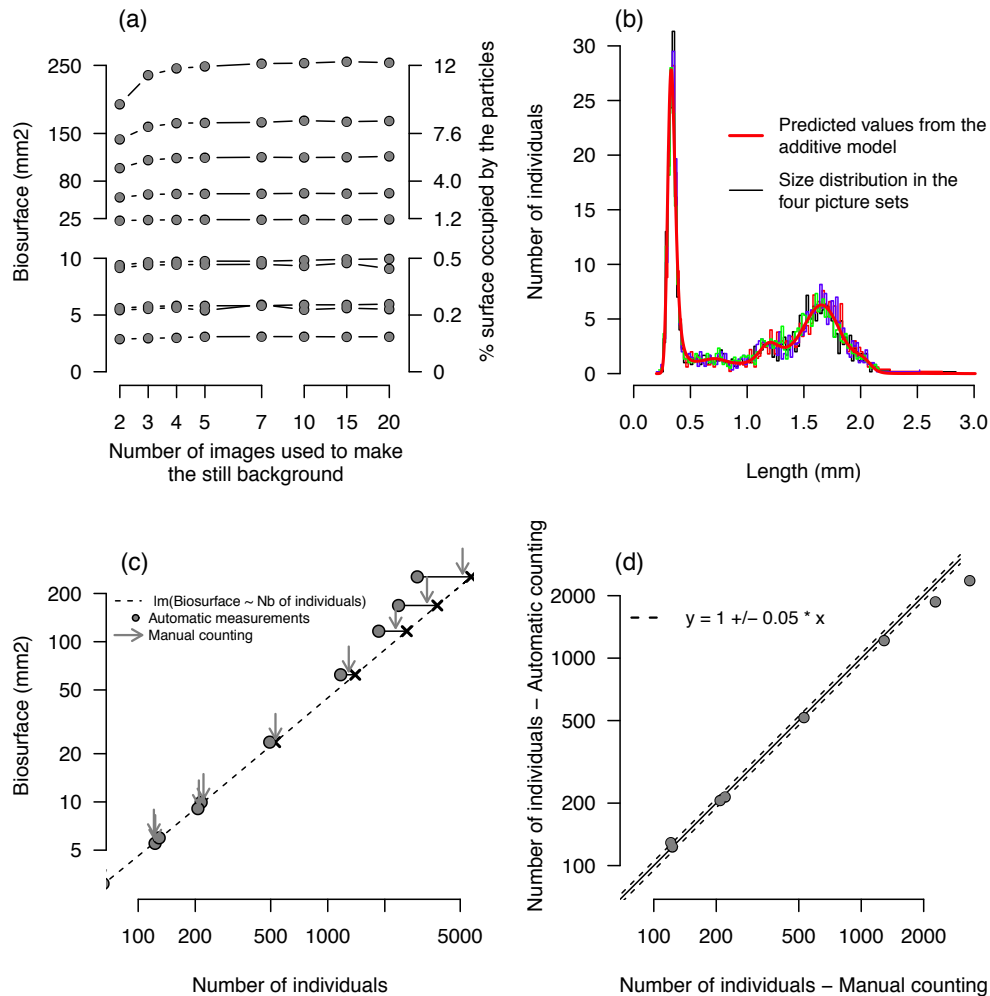 (a)
Biosurface (mm2)
250
150
80
25
10
5
0
12
7.6
4.0
1.2
0.5
0.2
0
% surface occupied by the particles
2 3 4 5 7 10 15 20
Number of images used to make
the still background
(b)
Number of individuals
30
25
20
15
10
5
0
Predicted values from the
additive model
Size distribution in the
four picture sets
0.0 0.5 1.0 1.5 2.0 2.5 3.0
Length (mm)
(c)
Biosurface (mm2)
200
100
50
20
10
5
lm(Biosurface ~ Nb of individuals)
Automatic measurements
Manual counting
100 200 500 1000 5000
Number of individuals
(d)
Number of individuals − Automatic counting
2000
1000
500
200
100
y = 1 +/− 0.05 * x
100 200 500 1000 2000
Number of individuals − Manual counting